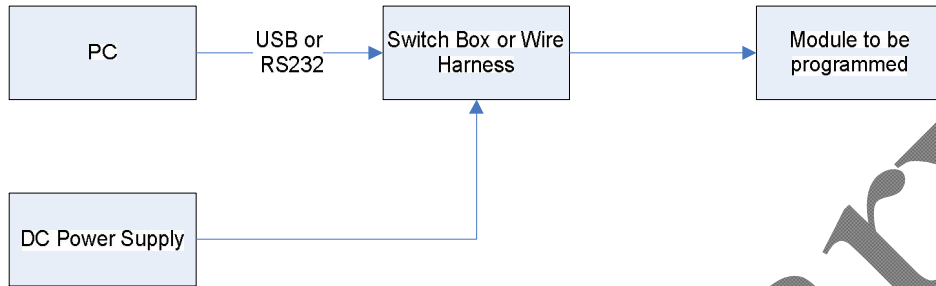 PC
USB or
RS232
Switch Box or Wire
Harness
Module to be
programmed
DC Power Supply